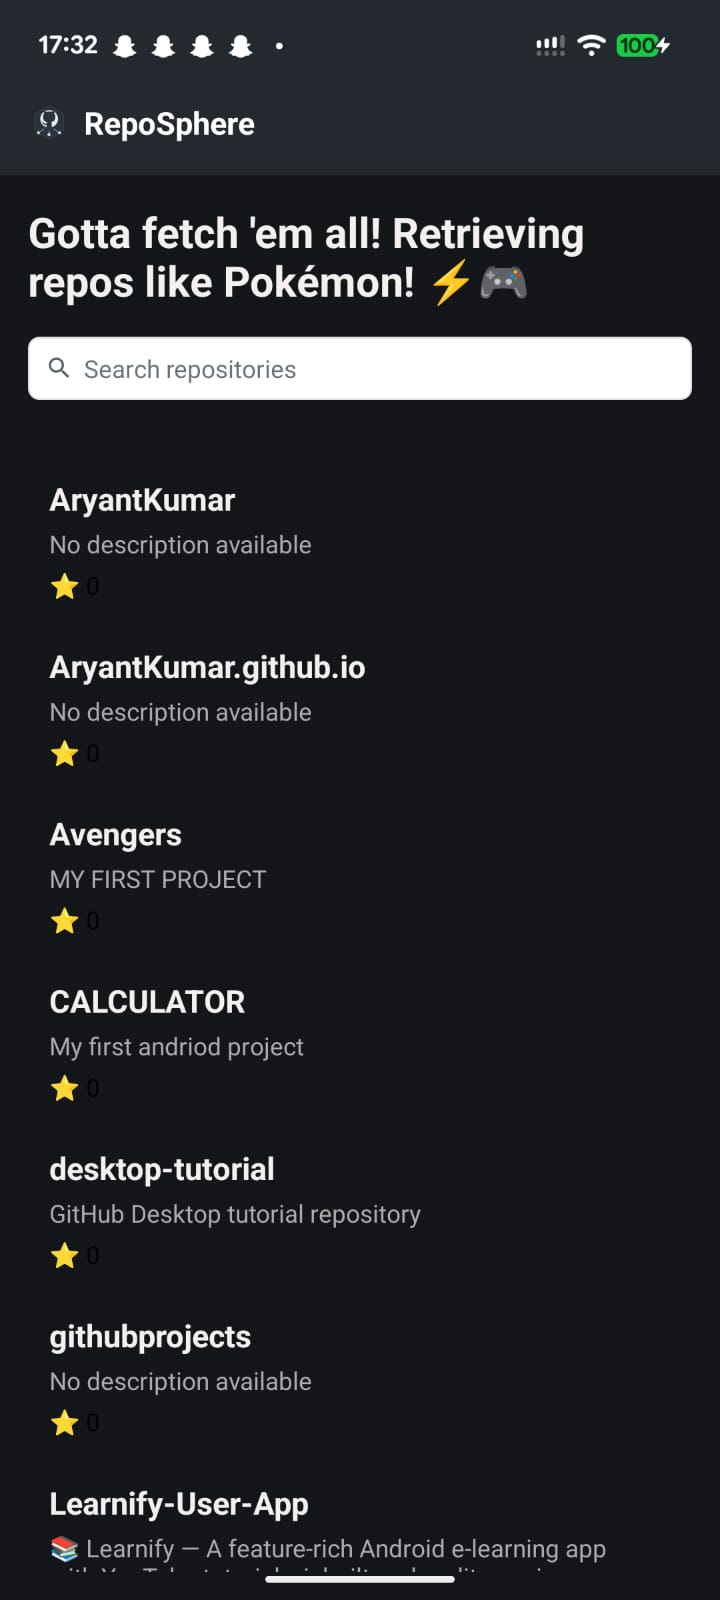 17:32
100
RepoSphere
Gotta fetch 'em all! Retrieving
repos like Pokémon! ⚡🎮
Search repositories
AryantKumar
No description available
⭐ 0
AryantKumar.github.io
No description available
⭐ 0
Avengers
MY FIRST PROJECT
⭐ 0
CALCULATOR
My first andriod project
⭐ 0
desktop-tutorial
GitHub Desktop tutorial repository
⭐ 0
githubprojects
No description available
⭐ 0
Learnify-User-App
📚 Learnify — A feature-rich Android e-learning app